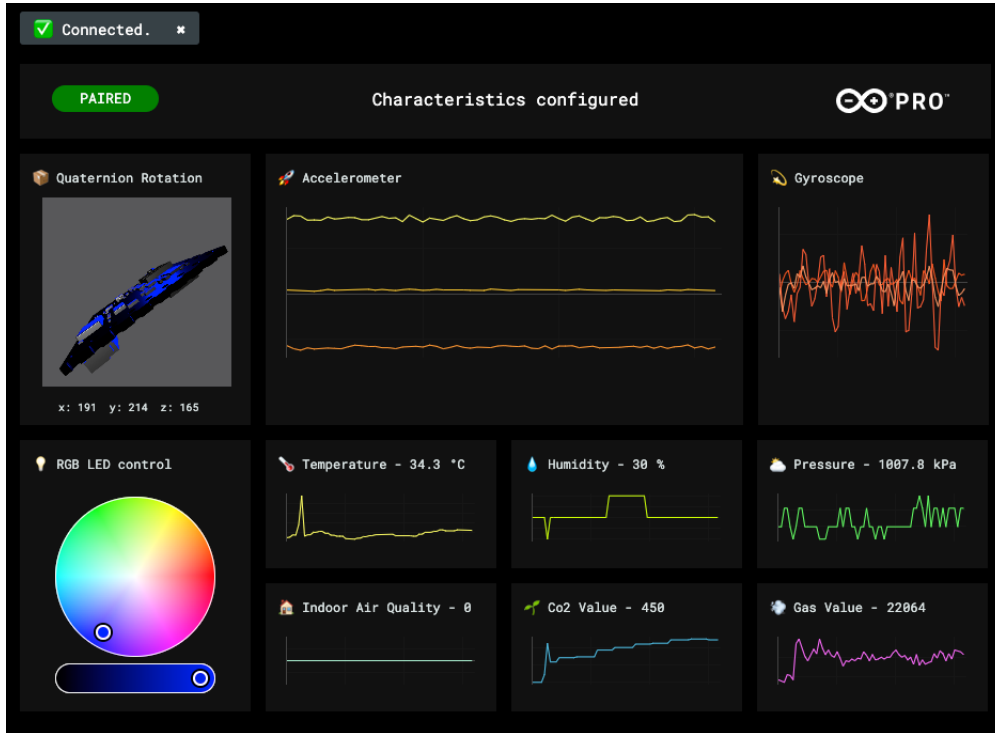 Connected. ✖
PAIRED
Characteristics configured
PRO™
Quaternion Rotation
x: 191 y: 214 z: 165
Accelerometer
Gyroscope
RGB LED control
Temperature - 34.3 °C
Humidity - 30 %
Pressure - 1007.8 kPa
Indoor Air Quality - 0
Co2 Value - 450
Gas Value - 22064